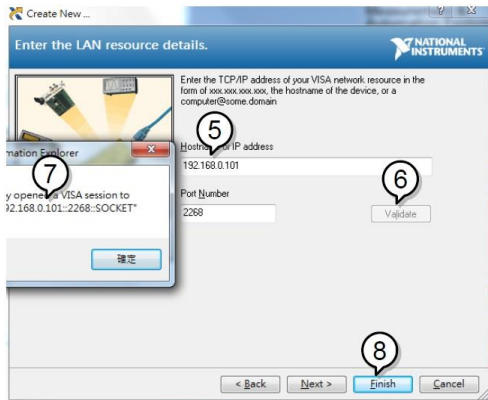 Create New ...
Enter the LAN resource details.
NATIONAL
INSTRUMENTS
Enter the TCP/IP address of your VISA network resource in the
form of xxx.xxx.xxx.xxx, the hostname of the device, or a
computer@some.domain
5
Hostname or IP address
192.168.0.101
6
Port Number
2268
Validate
mation Explorer
7
y opened a VISA session to
92.168.0.101::2268::SOCKET"
確定
8
< Back
Next >
Finish
Cancel